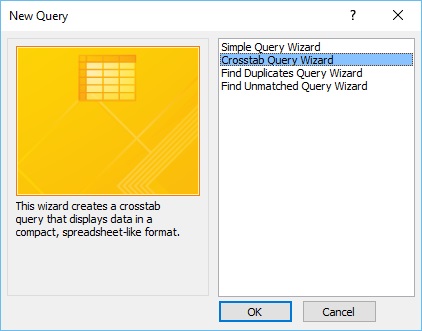 New Query
?
Simple Query Wizard
Crosstab Query Wizard
Find Duplicates Query Wizard
Find Unmatched Query Wizard
This wizard creates a crosstab
query that displays data in a
compact, spreadsheet-like format.
OK
Cancel